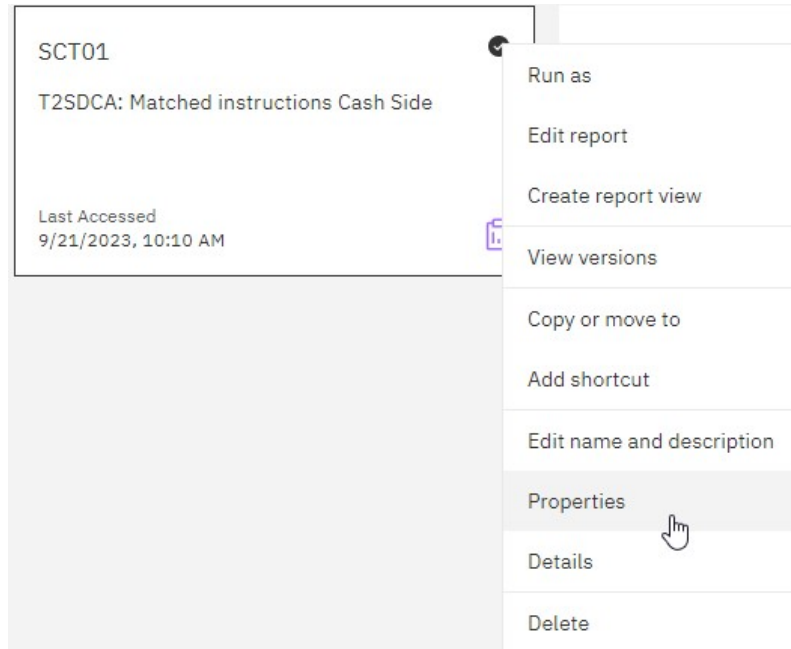 SCT01
T2SDCA: Matched instructions Cash Side
Last Accessed
9/21/2023, 10:10 AM
Run as
Edit report
Create report view
View versions
Copy or move to
Add shortcut
Edit name and description
Properties
Details
Delete